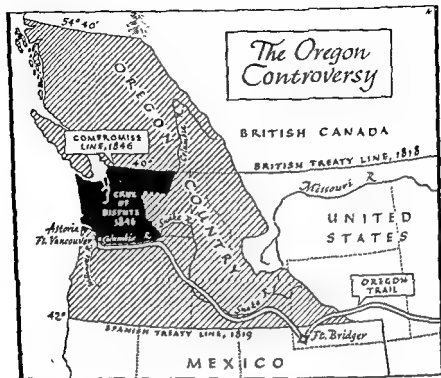 54° 40'
The Oregon
Controversy
OREGON
COUNTRY
COMPROMISE
LINE, 1846
Columbia
BRITISH CANADA
BRITISH TREATY LINE, 1818
Missouri R.
OF
DISPUTE
1846
Astoria
Ft. Vancouver
Columbia R.
Snake R.
UNITED
STATES
OREGON
TRAIL
Snake R.
42°
SPANISH TREATY LINE, 1819
Ft. Bridger
MEXICO